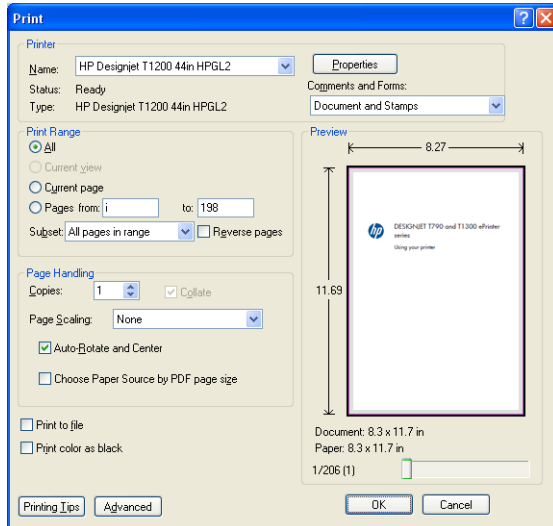 Print
Printer
Name: HP Designjet T1200 44in HPGL2
Properties
Status: Ready
Type: HP Designjet T1200 44in HPGL2
Comments and Forms:
Document and Stamps
Print Range
All
Current view
Current page
Pages from: i to: 198
Subset: All pages in range
Reverse pages
Page Handling
Copies: 1
Collate
Page Scaling: None
Auto-Rotate and Center
Choose Paper Source by PDF page size
Print to file
Print color as black
Preview
8.27
11.69
hp
DESIGNJET T790 and T1300 ePrinter
series
Using your printer
Document: 8.3 x 11.7 in
Paper: 8.3 x 11.7 in
1/206 (1)
Printing Tips
Advanced
OK
Cancel